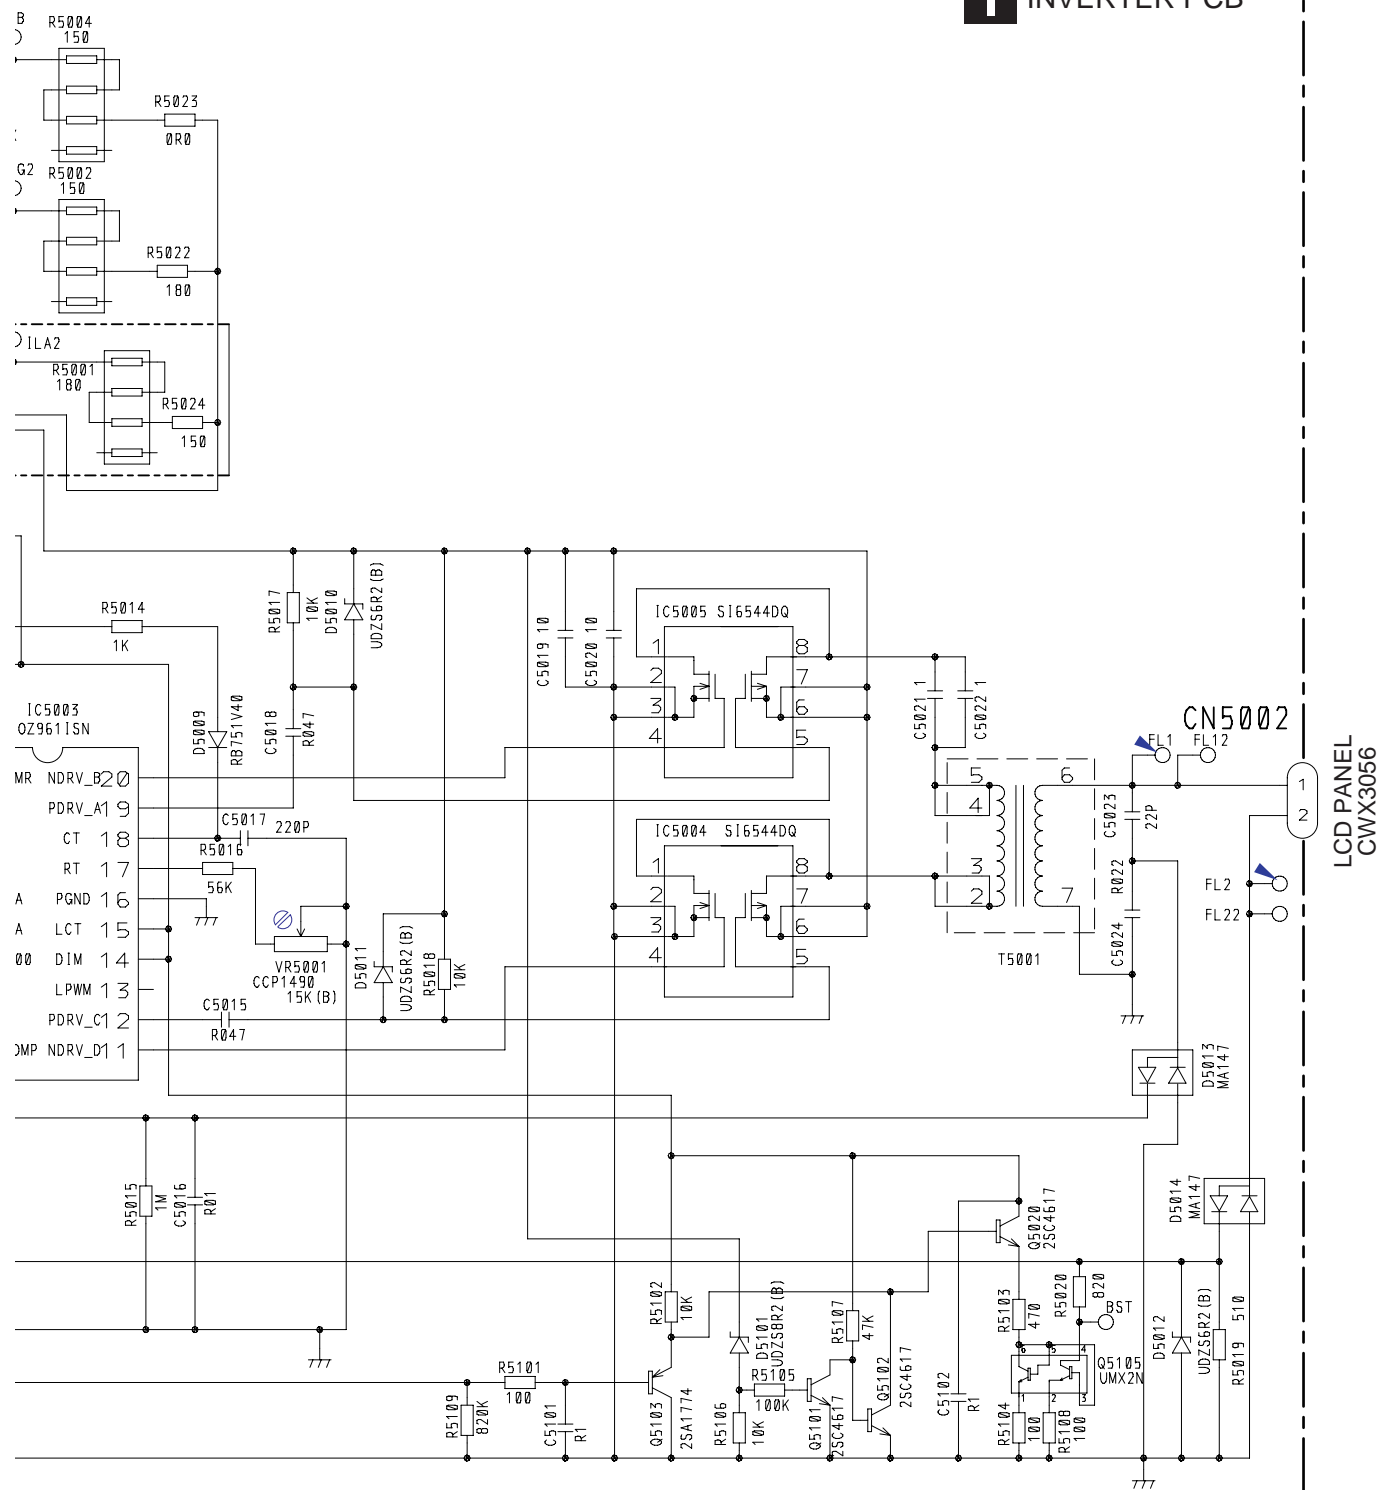 INVERTER PCB
B
R5004
150
R5023
0R0
G2
R5002
150
R5022
180
ILA2
R5001
180
R5024
150
R5014
1K
R5017
10K
D5010
UDZS6R2(B)
C5019 10
C5020 10
IC5005 SI6544DQ
1
2
3
4
8
7
6
5
C5021 1
C5022 1
IC5003
OZ961ISN
D5009
RB751V40
C5018
R047
MR NDRV_B 20
PDRV_A 19
CT 18
RT 17
A PGND 16
A LCT 15
00 DIM 14
LPWM 13
PDRV_C 12
OMP NDRV_D 11
C5017
220P
R5016
56K
VR5001
CCP1490
15K(B)
C5015
R047
D5011
UDZS6R2(B)
R5018
10K
IC5004 SI6544DQ
1
2
3
4
8
7
6
5
5
4
3
2
6
7
T5001
C5023
22P
R022
C5024
CN5002
FL1
FL12
1
2
FL2
FL22
LCD PANEL
CWX3056
D5013
MA147
D5014
MA147
R5015
1M
C5016
R01
R5102
10K
D5101
UDZS8R2(B)
R5107
47K
Q5020
2SC4617
R5103
470
R5020
820
BST
D5012
UDZS6R2(B)
R5019 510
R5101
100
R5109
820K
C5101
R1
Q5103
2SA1774
R5106
10K
R5105
100K
Q5101
2SC4617
Q5102
2SC4617
C5102
R1
6
5
4
1
2
3
Q5105
UMX2N
R5104
100
R5108
100